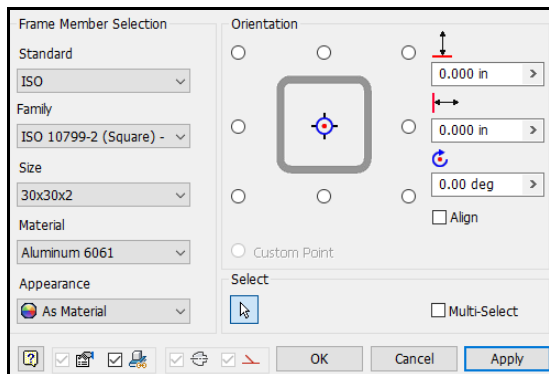 Frame Member Selection
Standard
ISO
Family
ISO 10799-2 (Square) -
Size
30x30x2
Material
Aluminum 6061
Appearance
As Material
Orientation
0.000 in
0.000 in
0.00 deg
Align
Custom Point
Select
Multi-Select
OK
Cancel
Apply